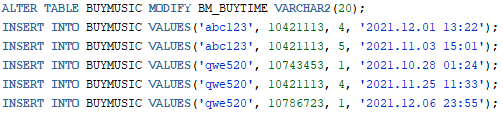 ALTER TABLE BUYMUSIC MODIFY BM_BUYTIME VARCHAR2(20);
INSERT INTO BUYMUSIC VALUES('abc123', 10421113, 4, '2021.12.01 13:22');
INSERT INTO BUYMUSIC VALUES('abc123', 10421113, 5, '2021.11.03 15:01');
INSERT INTO BUYMUSIC VALUES('qwe520', 10743453, 1, '2021.10.28 01:24');
INSERT INTO BUYMUSIC VALUES('qwe520', 10421113, 4, '2021.11.25 11:33');
INSERT INTO BUYMUSIC VALUES('qwe520', 10786723, 1, '2021.12.06 23:55');